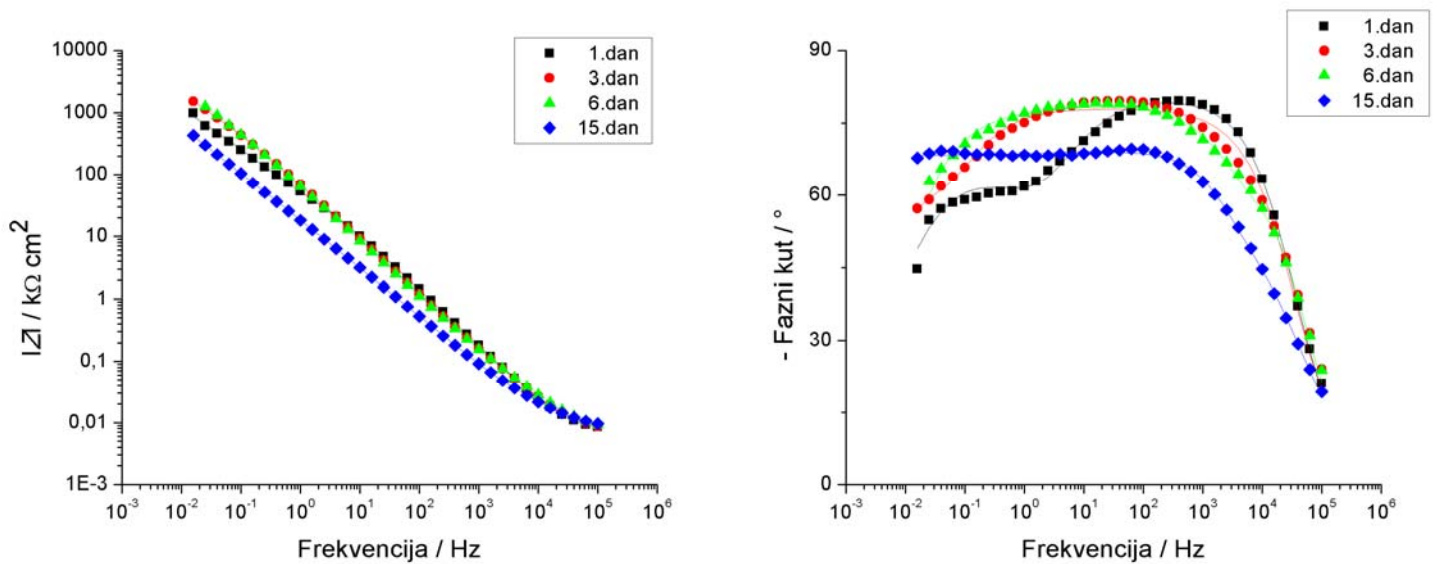 1.dan
3.dan
6.dan
15.dan
10000
1000
100
10
1
0,1
0,01
1E-3
|Z| / kΩ cm²
10⁻³ 10⁻² 10⁻¹ 10⁰ 10¹ 10² 10³ 10⁴ 10⁵ 10⁶
Frekvencija / Hz
1.dan
3.dan
6.dan
15.dan
90
60
30
0
- Fazni kut / °
10⁻³ 10⁻² 10⁻¹ 10⁰ 10¹ 10² 10³ 10⁴ 10⁵ 10⁶
Frekvencija / Hz